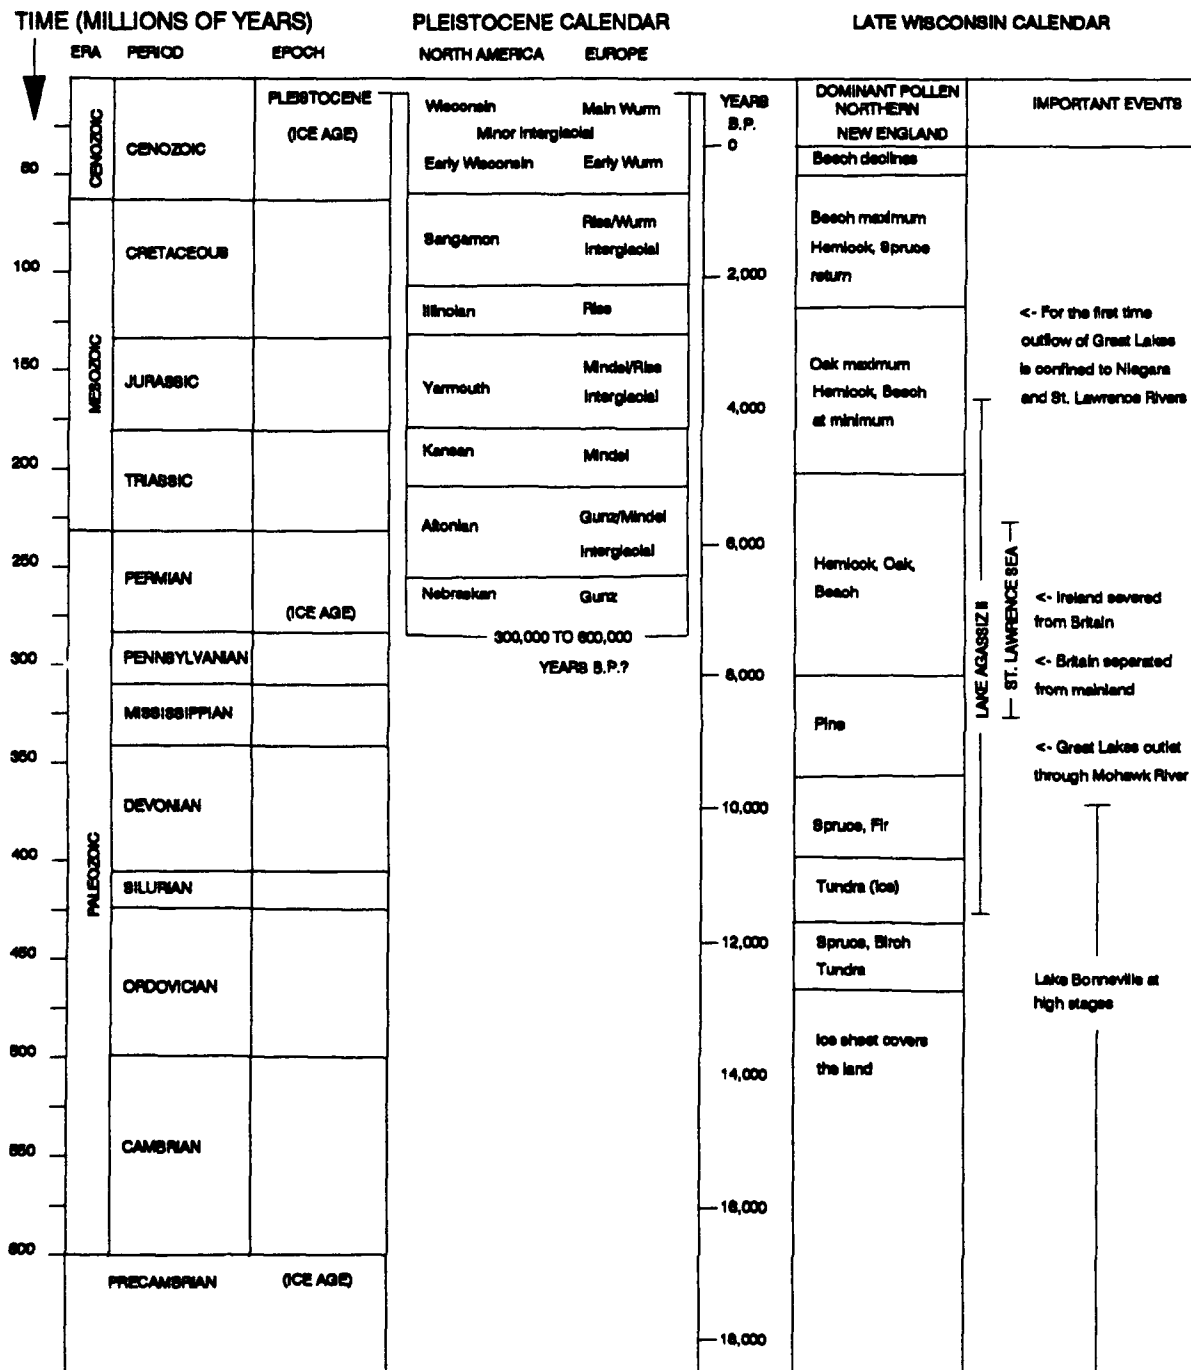 TIME (MILLIONS OF YEARS)
PLEISTOCENE CALENDAR
LATE WISCONSIN CALENDAR
ERA PERIOD EPOCH
NORTH AMERICA EUROPE
50
100
150
200
250
300
350
400
450
500
550
600
CENOZOIC
MESOZOIC
PALEOZOIC
CENOZOIC
CRETACEOUS
JURASSIC
TRIASSIC
PERMIAN
PENNSYLVANIAN
MISSISSIPPIAN
DEVONIAN
SILURIAN
ORDOVICIAN
CAMBRIAN
PRECAMBRIAN
PLEISTOCENE
(ICE AGE)
(ICE AGE)
(ICE AGE)
Wisconsin Main Wurm
Minor Interglacial
Early Wisconsin Early Wurm
Sangamon
Riss/Wurm
Interglacial
Illinoian Riss
Yarmouth
Mindel/Riss
Interglacial
Kansan Mindel
Altonian
Gunz/Mindel
Interglacial
Nebraskan Gunz
300,000 TO 600,000
YEARS B.P.?
YEARS
B.P.
0
2,000
4,000
6,000
8,000
10,000
12,000
14,000
16,000
18,000
DOMINANT POLLEN
NORTHERN
NEW ENGLAND
Beech declines
Beech maximum
Hemlock, Spruce
return
Oak maximum
Hemlock, Beech
at minimum
Hemlock, Oak,
Beech
Pine
Spruce, Fir
Tundra (Ice)
Spruce, Birch
Tundra
Ice sheet covers
the land
IMPORTANT EVENTS
LAKE AGASSIZ II
ST. LAWRENCE SEA
<- For the first time
outflow of Great Lakes
is confined to Niagara
and St. Lawrence Rivers
<- Ireland severed
from Britain
<- Britain separated
from mainland
<- Great Lakes outlet
through Mohawk River
Lake Bonneville at
high stages